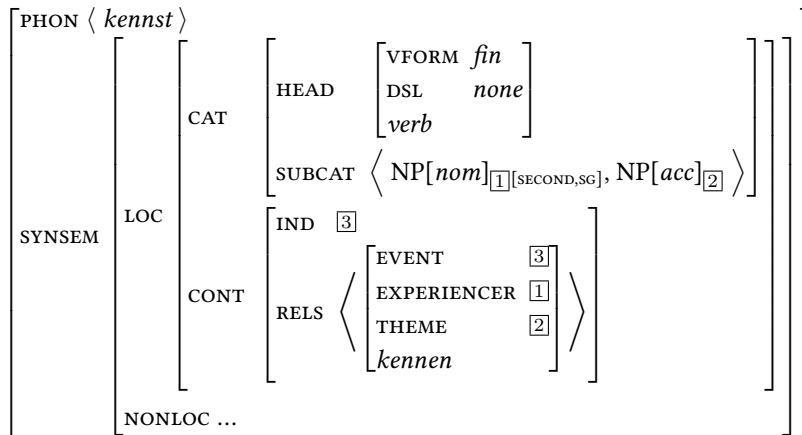 PHON ⟨ kennst ⟩
VFORM fin
HEAD DSL none
CAT verb
SUBCAT ⟨ NP[nom]1[SECOND,SG], NP[acc]2 ⟩
LOC
SYNSEM IND 3
EVENT 3
CONT EXPERIENCER 1
RELS ⟨ THEME 2 ⟩
kennen
NONLOC ...